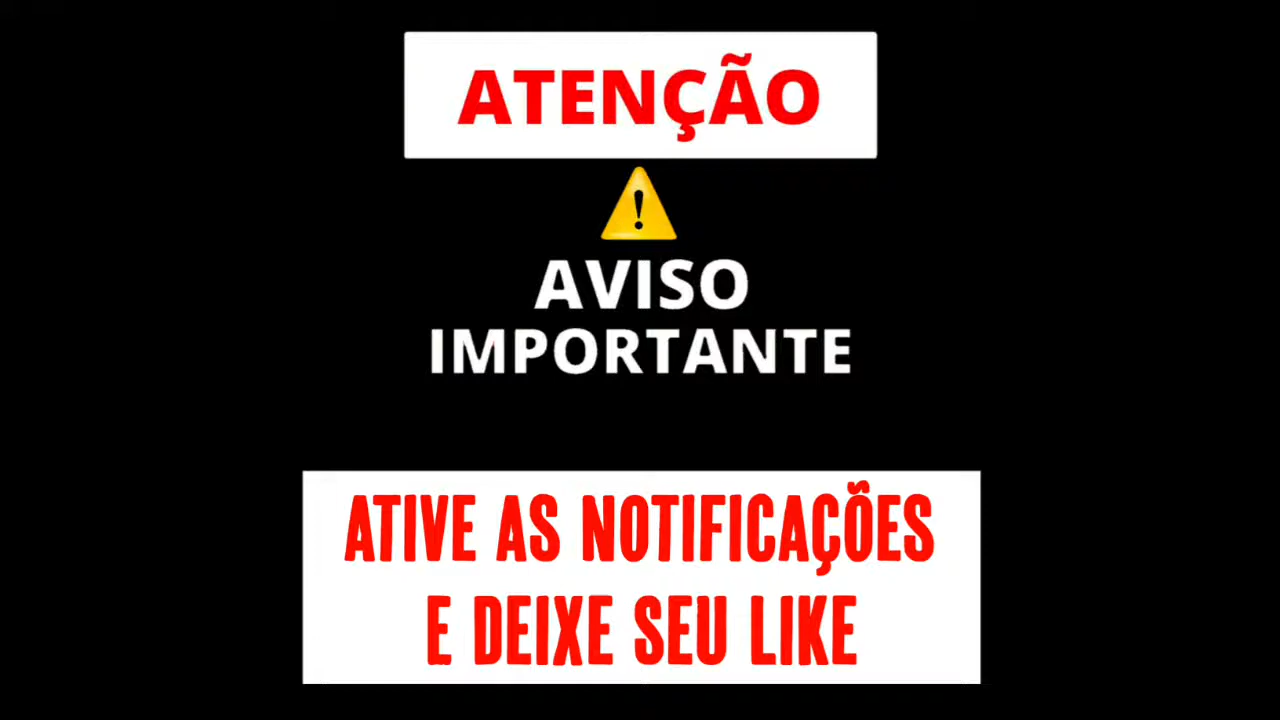 ATENÇÃO
AVISO
IMPORTANTE
ATIVE AS NOTIFICAÇÕES
E DEIXE SEU LIKE